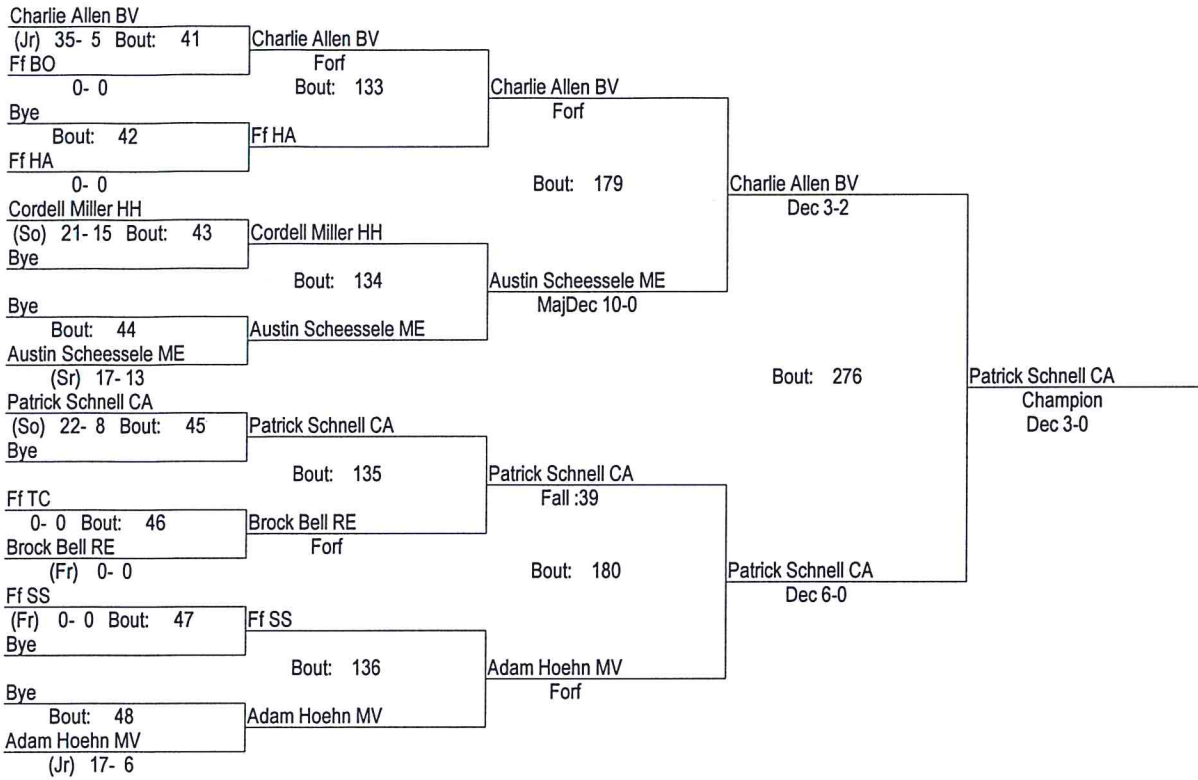 Charlie Allen BV
(Jr) 35- 5 Bout: 41
Ff BO
0- 0
Bye
Bout: 42
Ff HA
0- 0
Cordell Miller HH
(So) 21- 15 Bout: 43
Bye
Bye
Bout: 44
Austin Scheessele ME
(Sr) 17- 13
Patrick Schnell CA
(So) 22- 8 Bout: 45
Bye
Ff TC
0- 0 Bout: 46
Brock Bell RE
(Fr) 0- 0
Ff SS
(Fr) 0- 0 Bout: 47
Bye
Bye
Bout: 48
Adam Hoehn MV
(Jr) 17- 6
Charlie Allen BV
Forf
Bout: 133
Ff HA
Cordell Miller HH
Bout: 134
Austin Scheessele ME
Patrick Schnell CA
Bout: 135
Brock Bell RE
Forf
Ff SS
Bout: 136
Adam Hoehn MV
Charlie Allen BV
Forf
Bout: 179
Austin Scheessele ME
MajDec 10-0
Patrick Schnell CA
Fall :39
Bout: 180
Adam Hoehn MV
Forf
Charlie Allen BV
Dec 3-2
Bout: 276
Patrick Schnell CA
Dec 6-0
Patrick Schnell CA
Champion
Dec 3-0